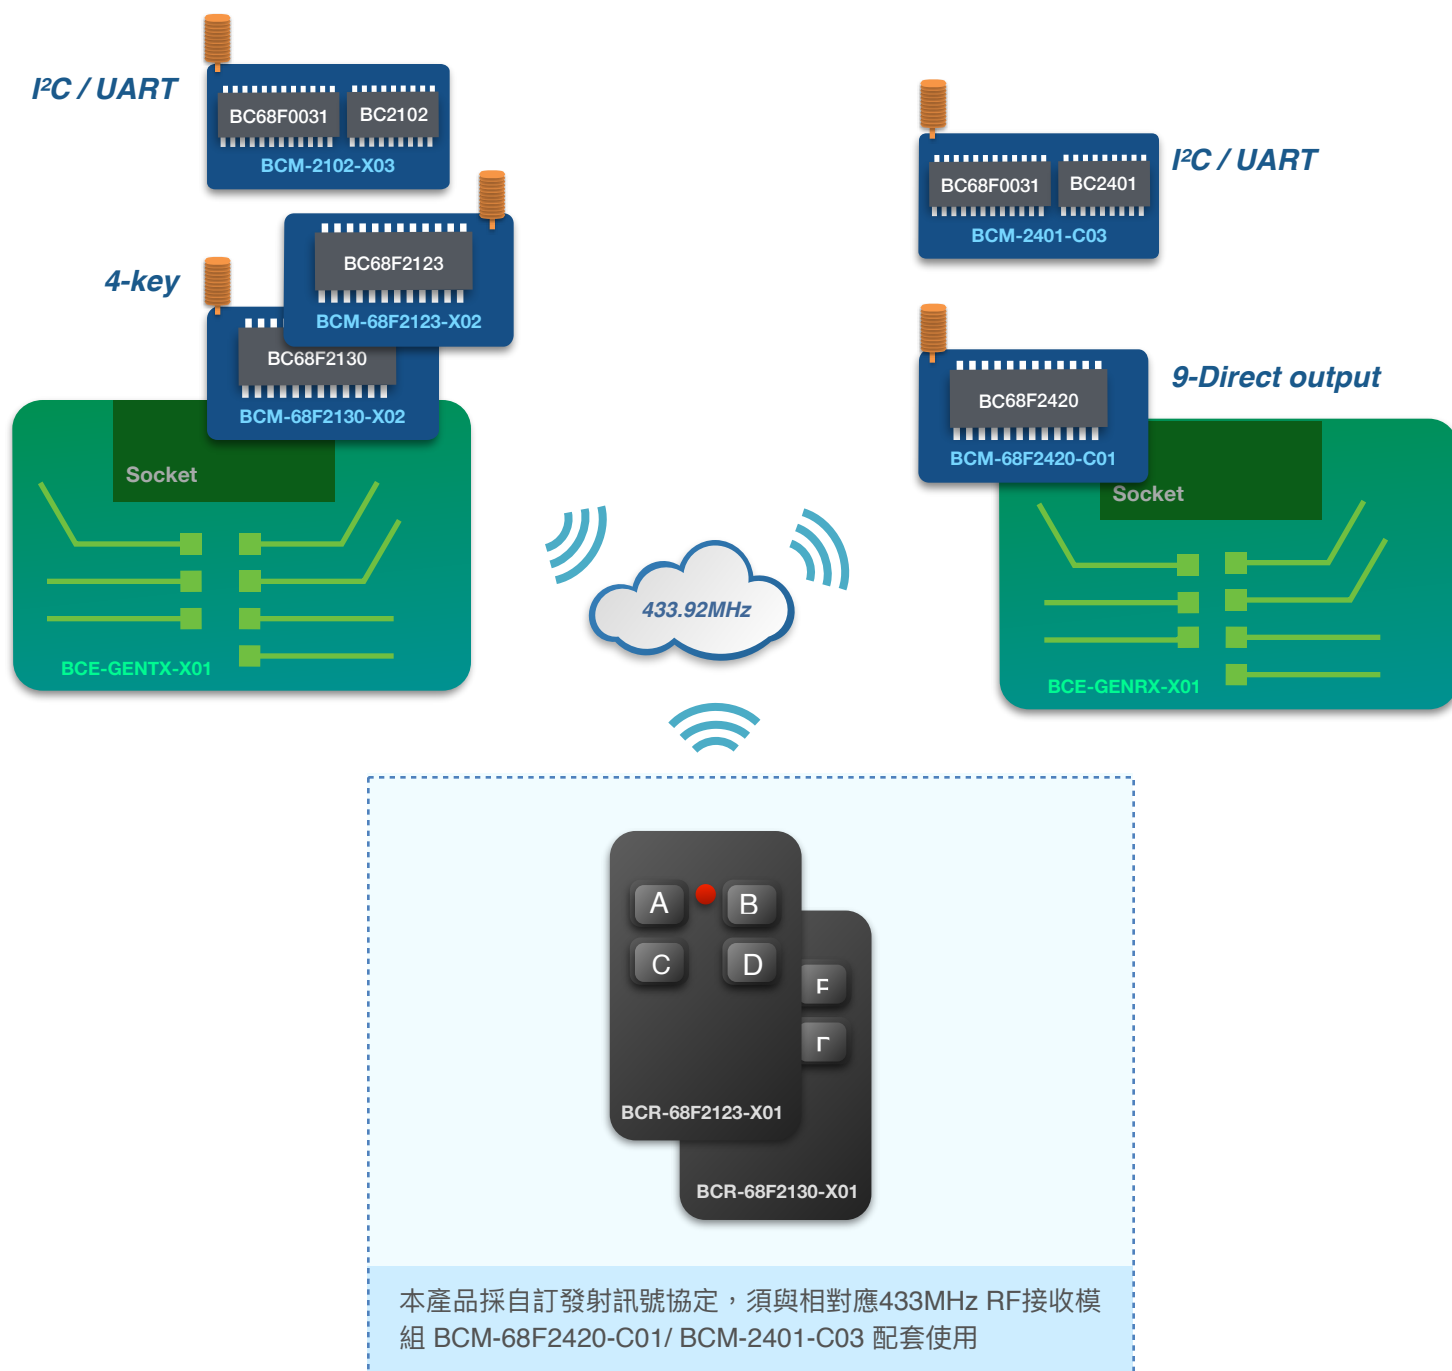 I²C / UART
BC68F0031
BC2102
BCM-2102-X03
BC68F2123
4-key
BCM-68F2123-X02
BC68F2130
BCM-68F2130-X02
Socket
BCE-GENTX-X01
I²C / UART
BC68F0031
BC2401
BCM-2401-C03
9-Direct output
BC68F2420
BCM-68F2420-C01
Socket
BCE-GENRX-X01
433.92MHz
A
B
C
D
BCR-68F2123-X01
BCR-68F2130-X01
本產品採自訂發射訊號協定，須與相對應433MHz RF接收模
組 BCM-68F2420-C01/ BCM-2401-C03 配套使用